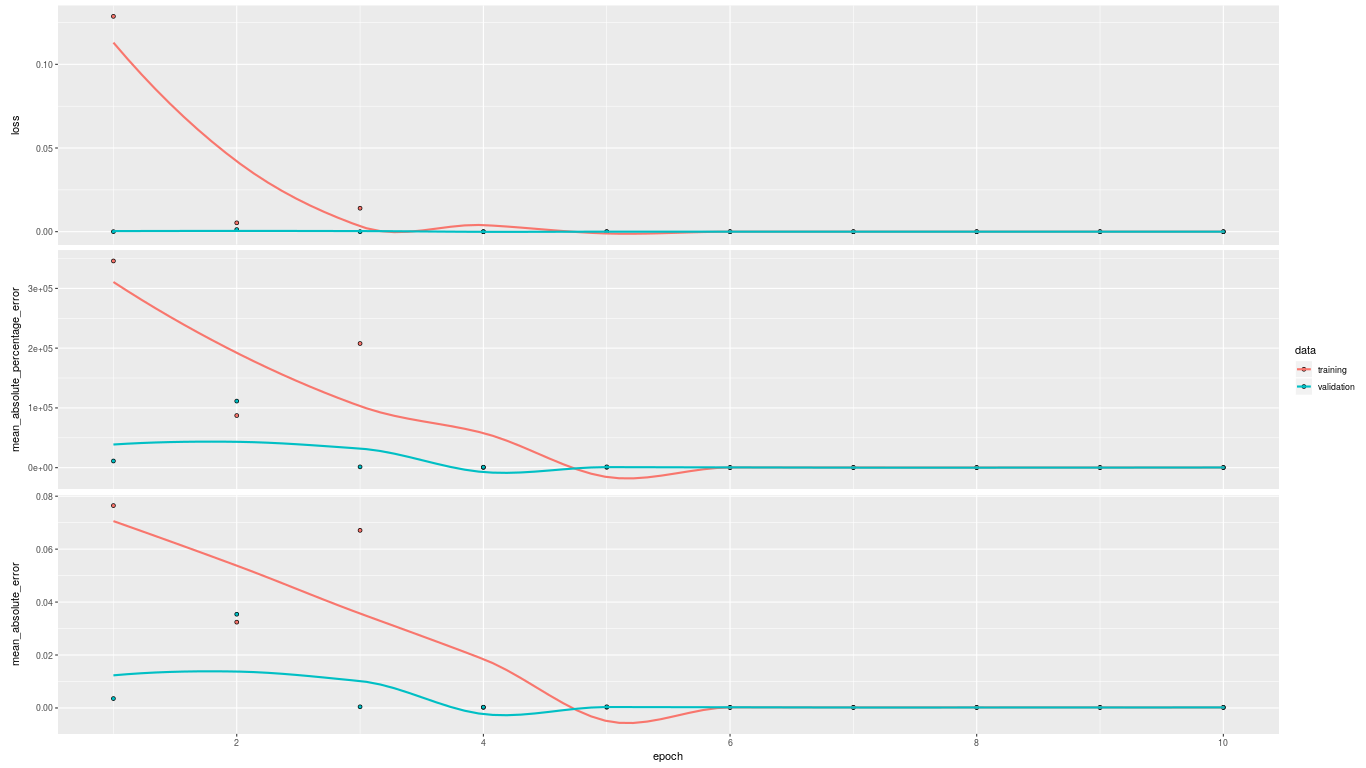 loss
0.10
0.05
0.00
mean_absolute_percentage_error
3e+05
2e+05
1e+05
0e+00
mean_absolute_error
0.08
0.06
0.04
0.02
0.00
2 4 6 8 10
epoch
data
training
validation